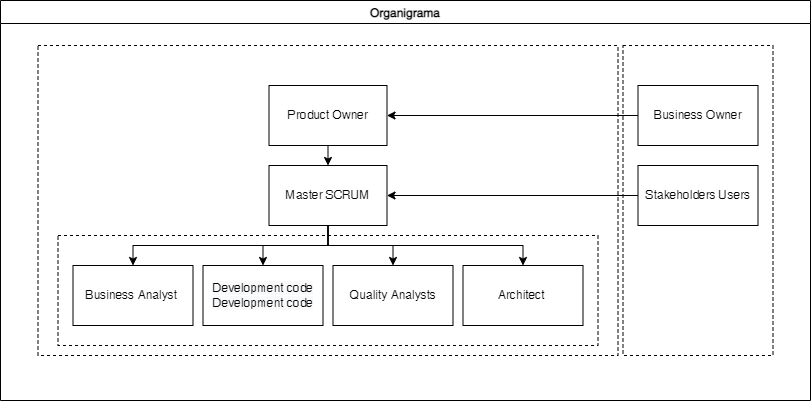 Organigrama
Product Owner
Business Owner
Master SCRUM
Stakeholders Users
Business Analyst
Development code
Development code
Quality Analysts
Architect